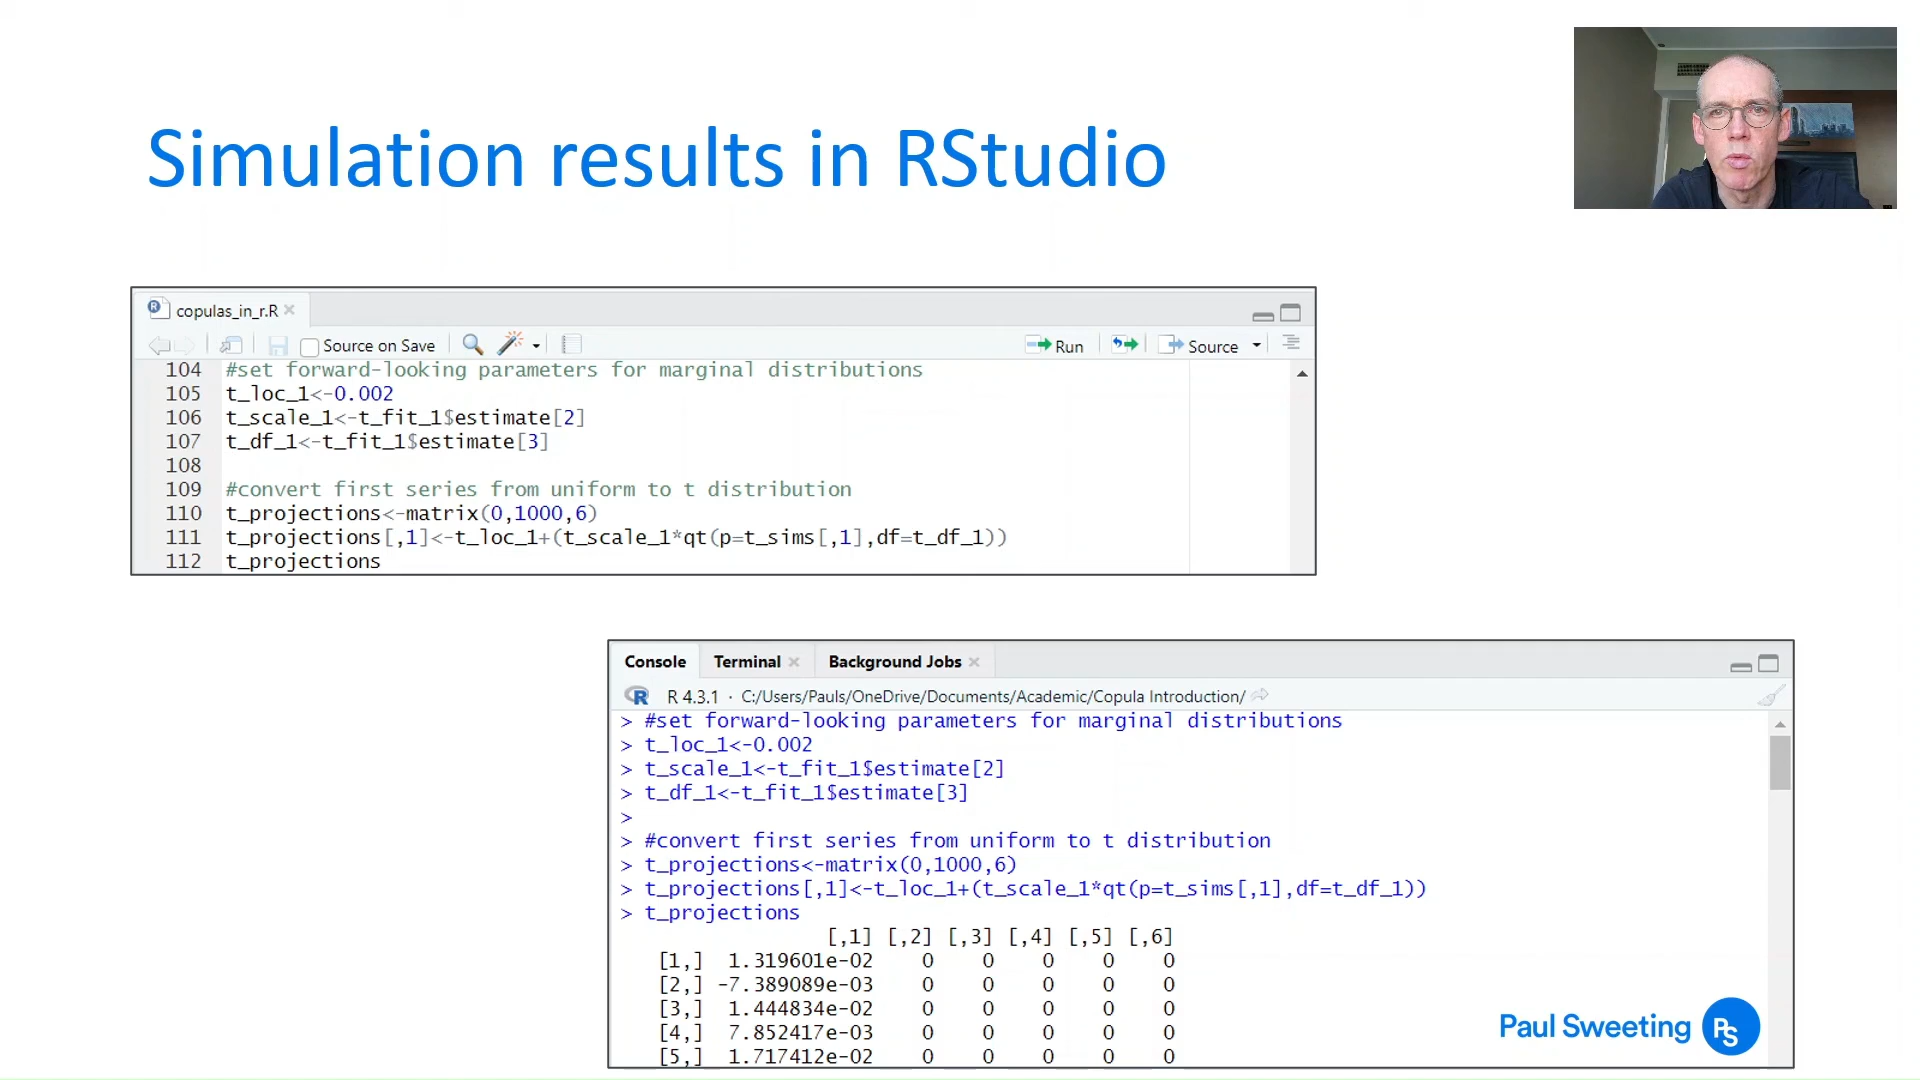 Simulation results in RStudio
copulas_in_r.R
Source on Save
Run
Source
104 #set forward-looking parameters for marginal distributions
105 t_loc_1<-0.002
106 t_scale_1<-t_fit_1$estimate[2]
107 t_df_1<-t_fit_1$estimate[3]
108
109 #convert first series from uniform to t distribution
110 t_projections<-matrix(0,1000,6)
111 t_projections[,1]<-t_loc_1+(t_scale_1*qt(p=t_sims[,1],df=t_df_1))
112 t_projections
Console Terminal Background Jobs
R R 4.3.1 · C:/Users/Pauls/OneDrive/Documents/Academic/Copula Introduction/
> #set forward-looking parameters for marginal distributions
> t_loc_1<-0.002
> t_scale_1<-t_fit_1$estimate[2]
> t_df_1<-t_fit_1$estimate[3]
>
> #convert first series from uniform to t distribution
> t_projections<-matrix(0,1000,6)
> t_projections[,1]<-t_loc_1+(t_scale_1*qt(p=t_sims[,1],df=t_df_1))
> t_projections
[,1] [,2] [,3] [,4] [,5] [,6]
[1,] 1.319601e-02 0 0 0 0 0
[2,] -7.389089e-03 0 0 0 0 0
[3,] 1.444834e-02 0 0 0 0 0
[4,] 7.852417e-03 0 0 0 0 0
[5,] 1.717412e-02 0 0 0 0 0
Paul Sweeting PS